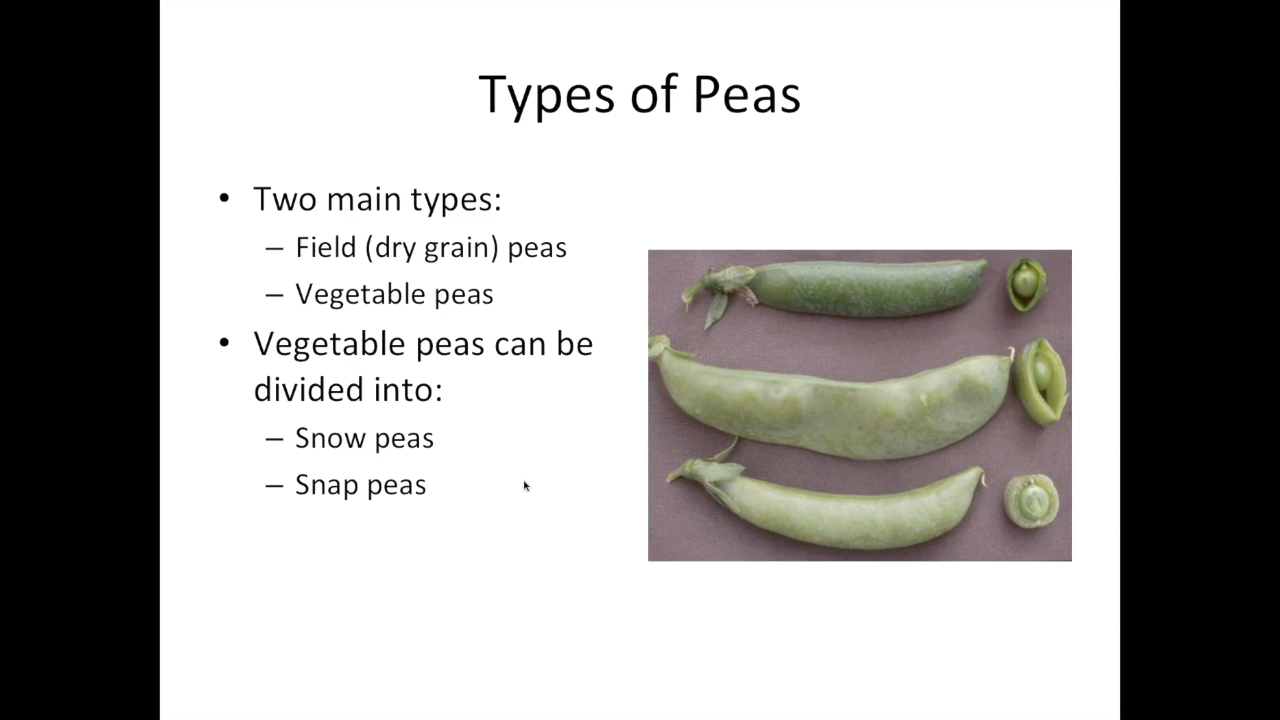 Types of Peas
• Two main types:
– Field (dry grain) peas
– Vegetable peas
• Vegetable peas can be
divided into:
– Snow peas
– Snap peas